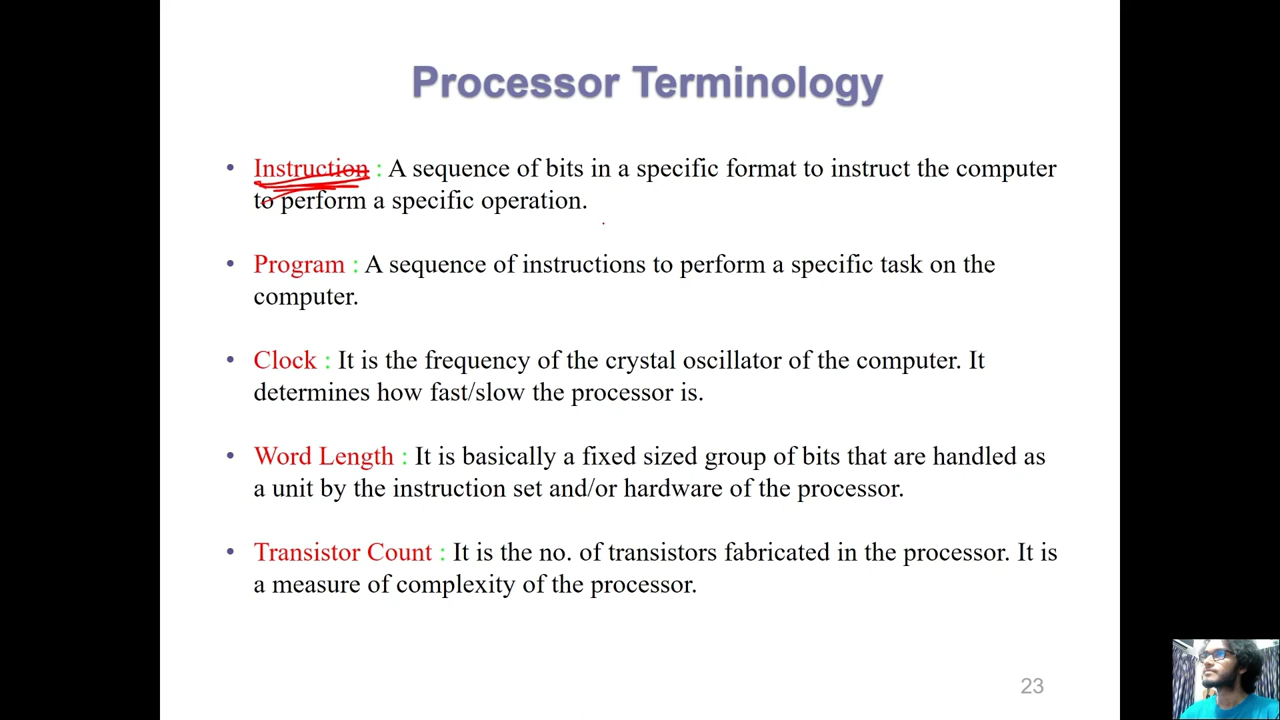 Processor Terminology
• Instruction : A sequence of bits in a specific format to instruct the computer
to perform a specific operation.
• Program : A sequence of instructions to perform a specific task on the
computer.
• Clock : It is the frequency of the crystal oscillator of the computer. It
determines how fast/slow the processor is.
• Word Length : It is basically a fixed sized group of bits that are handled as
a unit by the instruction set and/or hardware of the processor.
• Transistor Count : It is the no. of transistors fabricated in the processor. It is
a measure of complexity of the processor.
23